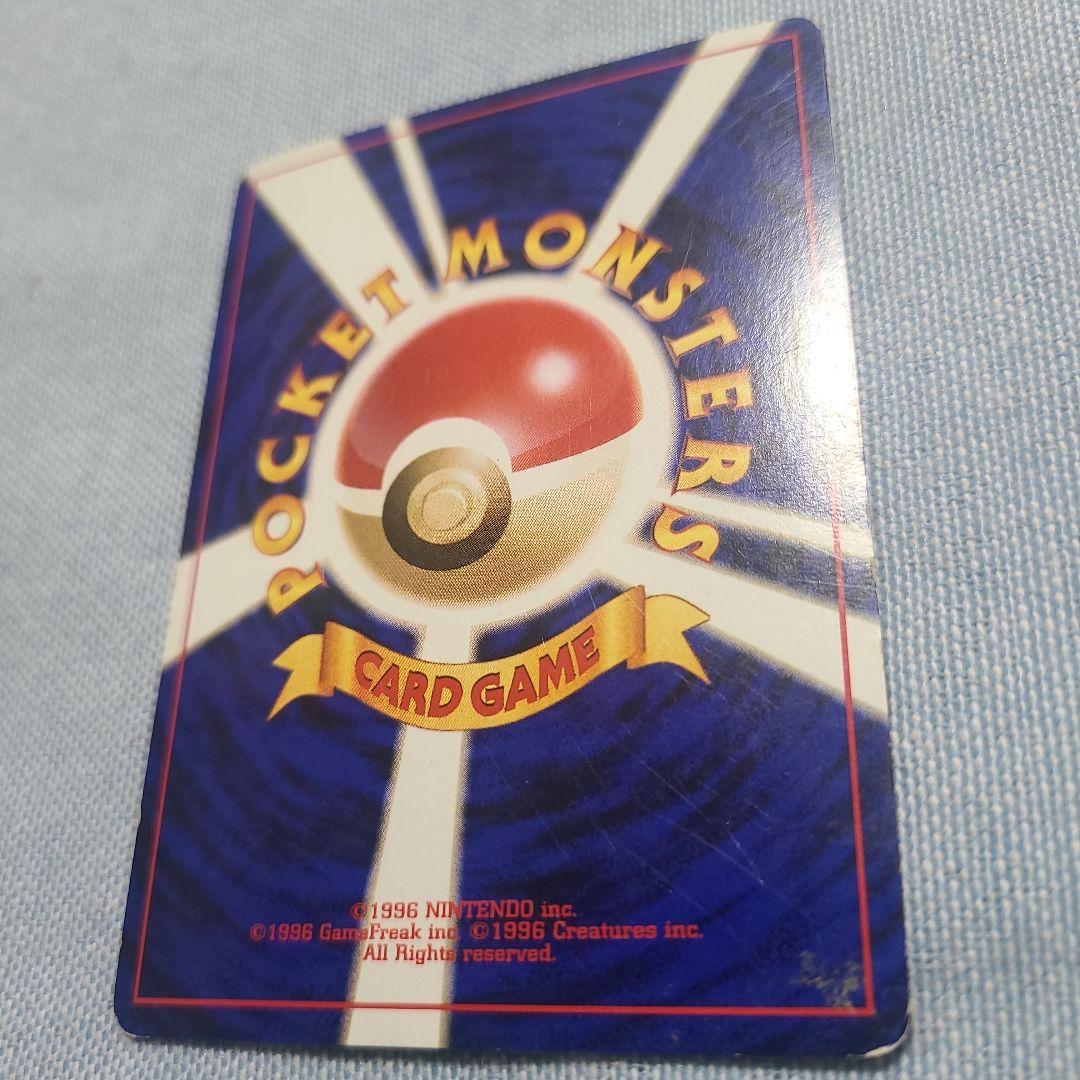 POCKET MONSTERS
CARD GAME
©1996 NINTENDO inc.
©1996 GameFreak inc. ©1996 Creatures inc.
All Rights reserved.